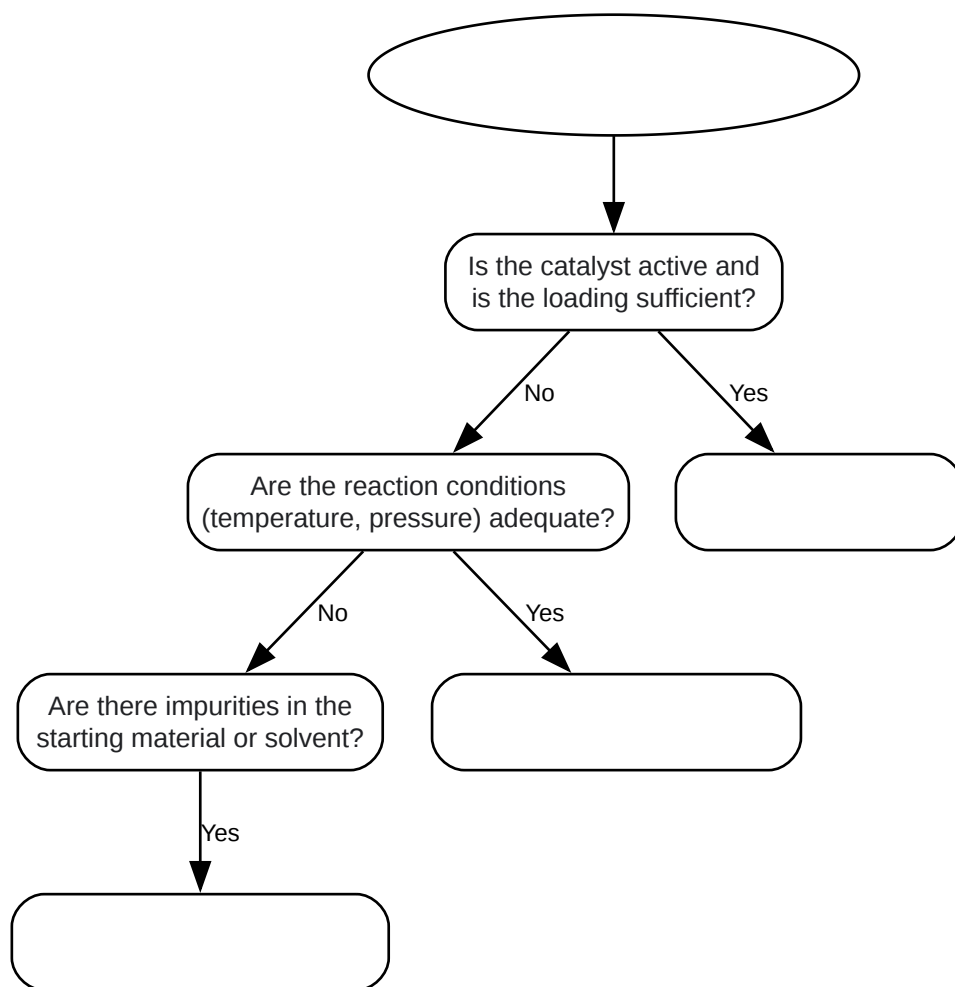 Is the catalyst active and
is the loading sufficient?
No
Yes
Are the reaction conditions
(temperature, pressure) adequate?
No
Yes
Are there impurities in the
starting material or solvent?
Yes